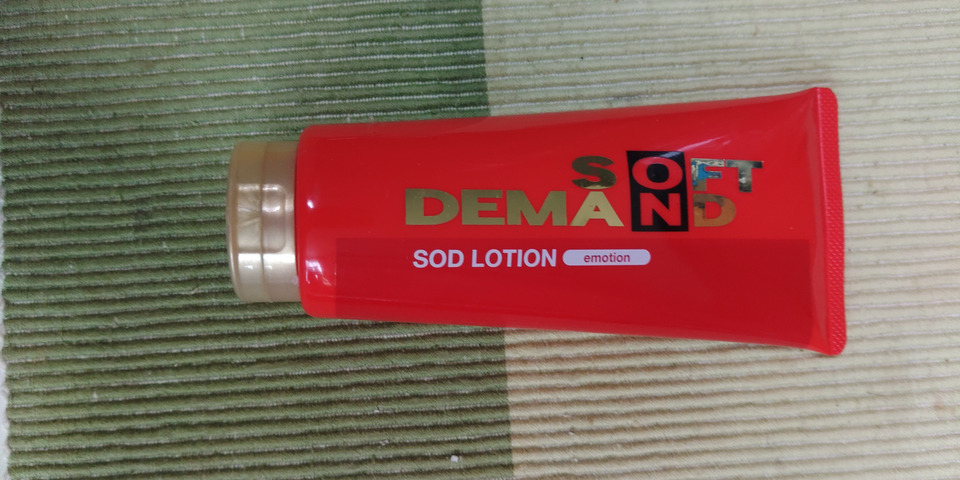 SOFT
DEMAND
SOD LOTION emotion